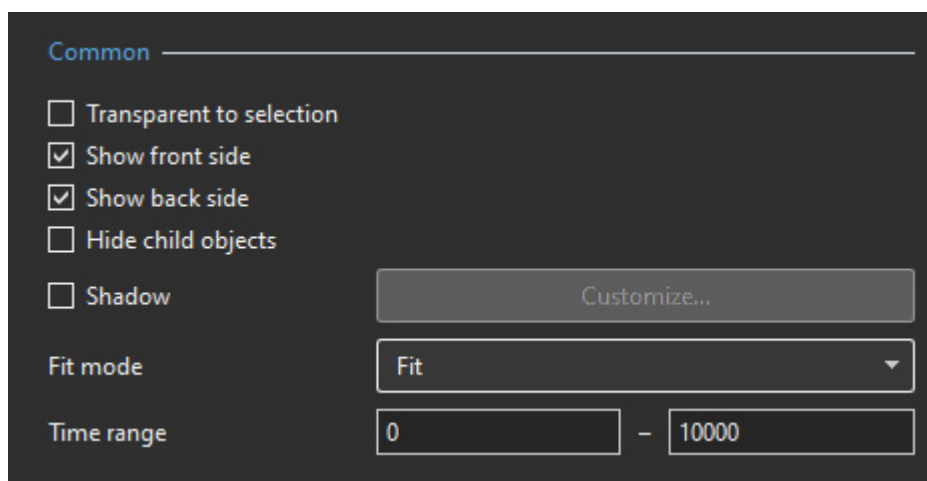 Common
Transparent to selection
Show front side
Show back side
Hide child objects
Shadow Customize...
Fit mode Fit
Time range 0 – 10000